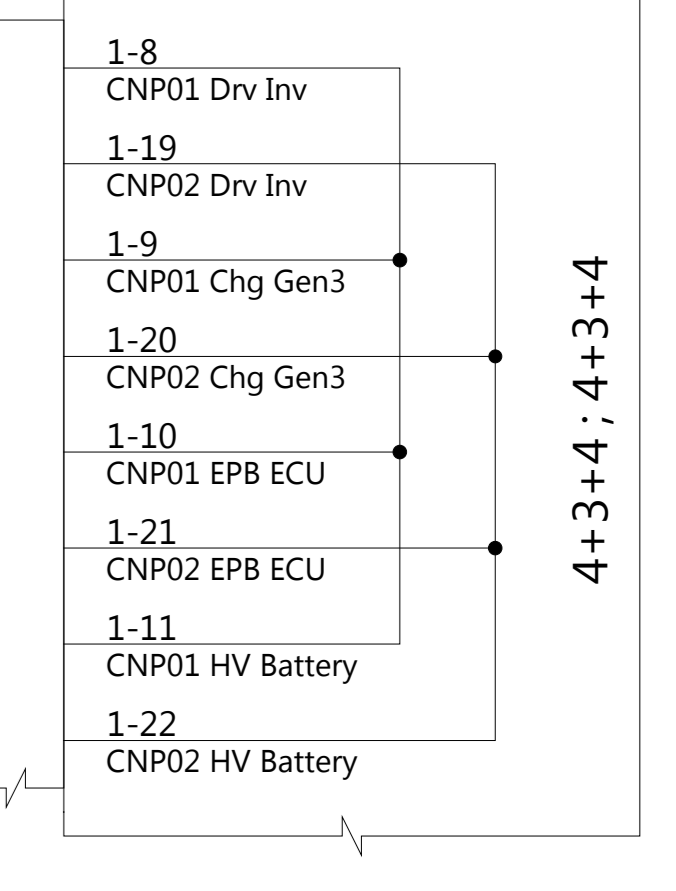 1-8
CNP01 Drv Inv
1-19
CNP02 Drv Inv
1-9
CNP01 Chg Gen3
1-20
CNP02 Chg Gen3
1-10
CNP01 EPB ECU
1-21
CNP02 EPB ECU
1-11
CNP01 HV Battery
1-22
CNP02 HV Battery
4+3+4 ; 4+3+4